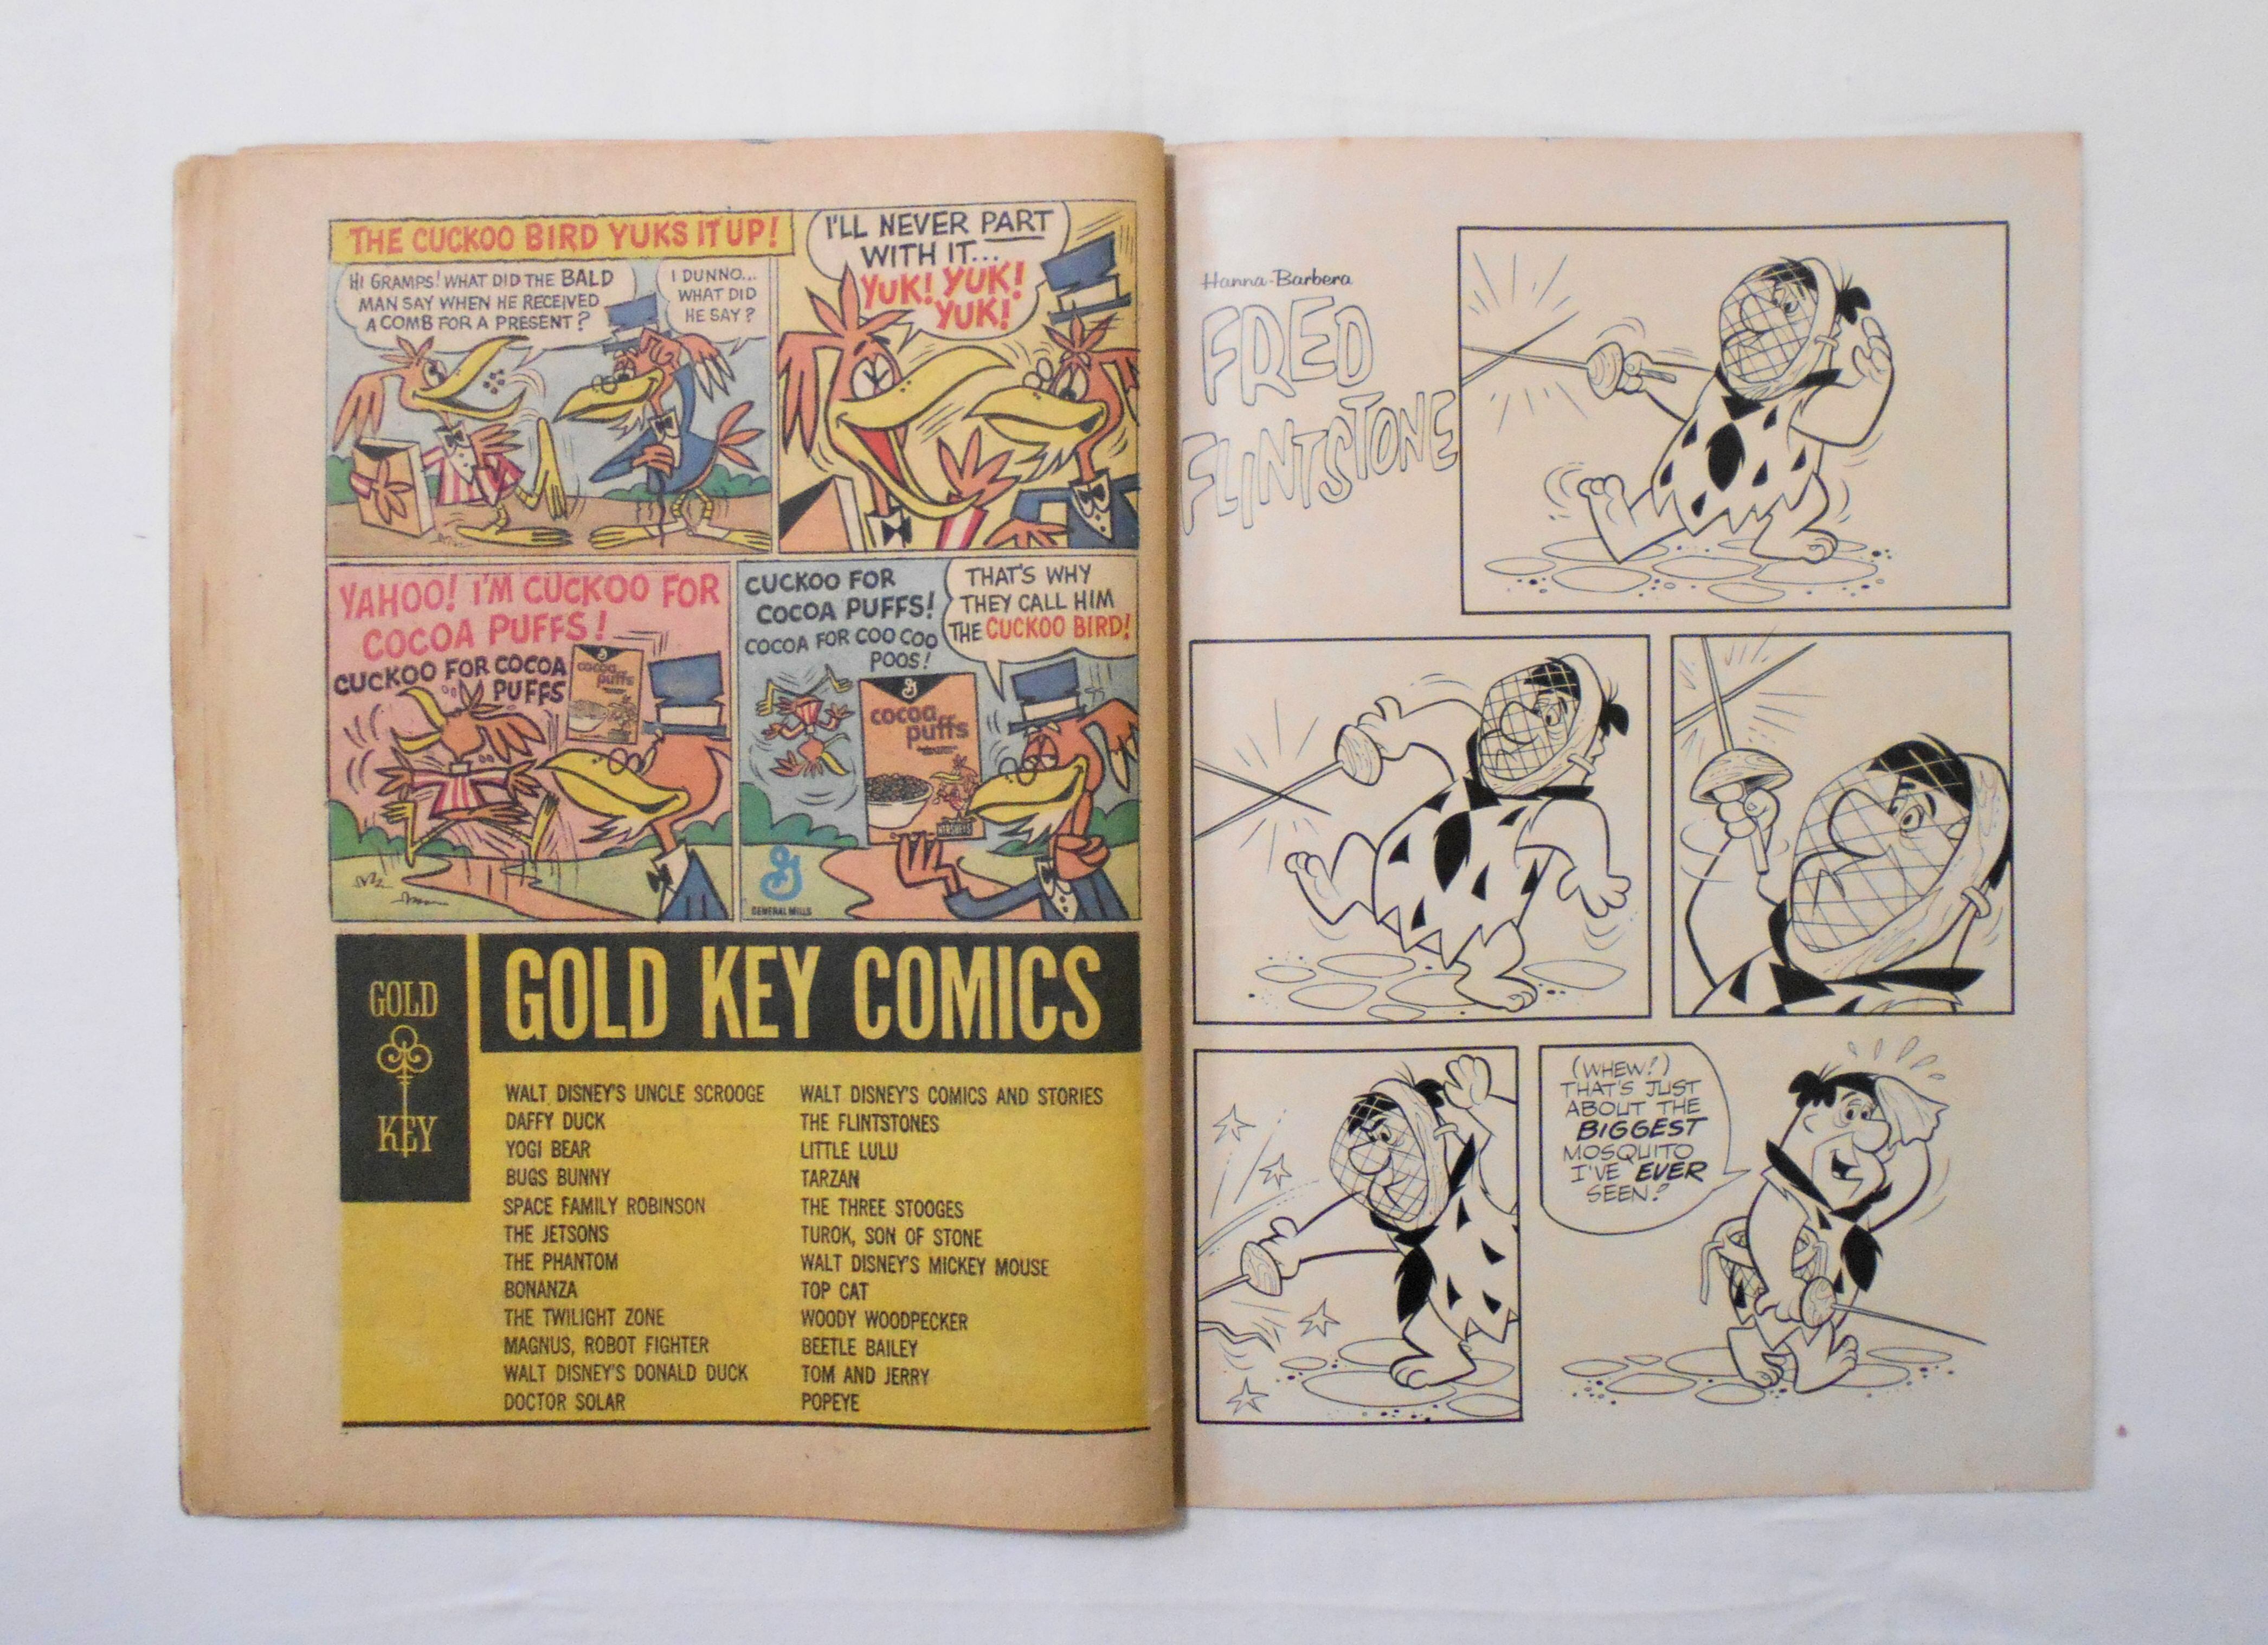 THE CUCKOO BIRD YUKS IT UP!
HI GRAMPS! WHAT DID THE BALD
MAN SAY WHEN HE RECEIVED
A COMB FOR A PRESENT?
I DUNNO...
WHAT DID
HE SAY?
I'LL NEVER PART
WITH IT...
YUK! YUK!
YUK!
YAHOO! I'M CUCKOO FOR
COCOA PUFFS!
CUCKOO FOR COCOA
PUFFS
cocoa
puffs
CUCKOO FOR
COCOA PUFFS!
COCOA FOR COO COO
POOS!
THAT'S WHY
THEY CALL HIM
THE CUCKOO BIRD!
cocoa
puffs
HERSHEY'S
G
GENERAL MILLS
GOLD
KEY
GOLD KEY COMICS
WALT DISNEY'S UNCLE SCROOGE
DAFFY DUCK
YOGI BEAR
BUGS BUNNY
SPACE FAMILY ROBINSON
THE JETSONS
THE PHANTOM
BONANZA
THE TWILIGHT ZONE
MAGNUS, ROBOT FIGHTER
WALT DISNEY'S DONALD DUCK
DOCTOR SOLAR
WALT DISNEY'S COMICS AND STORIES
THE FLINTSTONES
LITTLE LULU
TARZAN
THE THREE STOOGES
TUROK, SON OF STONE
WALT DISNEY'S MICKEY MOUSE
TOP CAT
WOODY WOODPECKER
BEETLE BAILEY
TOM AND JERRY
POPEYE
Hanna-Barbera
FRED
FLINTSTONE
(WHEW!)
THAT'S JUST
ABOUT THE
BIGGEST
MOSQUITO
I'VE EVER
SEEN!